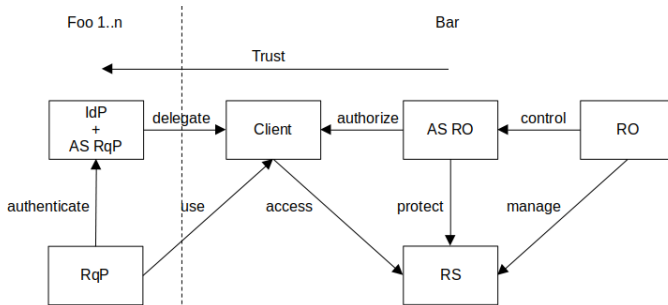 Foo 1..n
Bar
Trust
IdP
+
AS RqP
delegate
Client
authorize
AS RO
control
RO
authenticate
use
access
protect
manage
RqP
RS